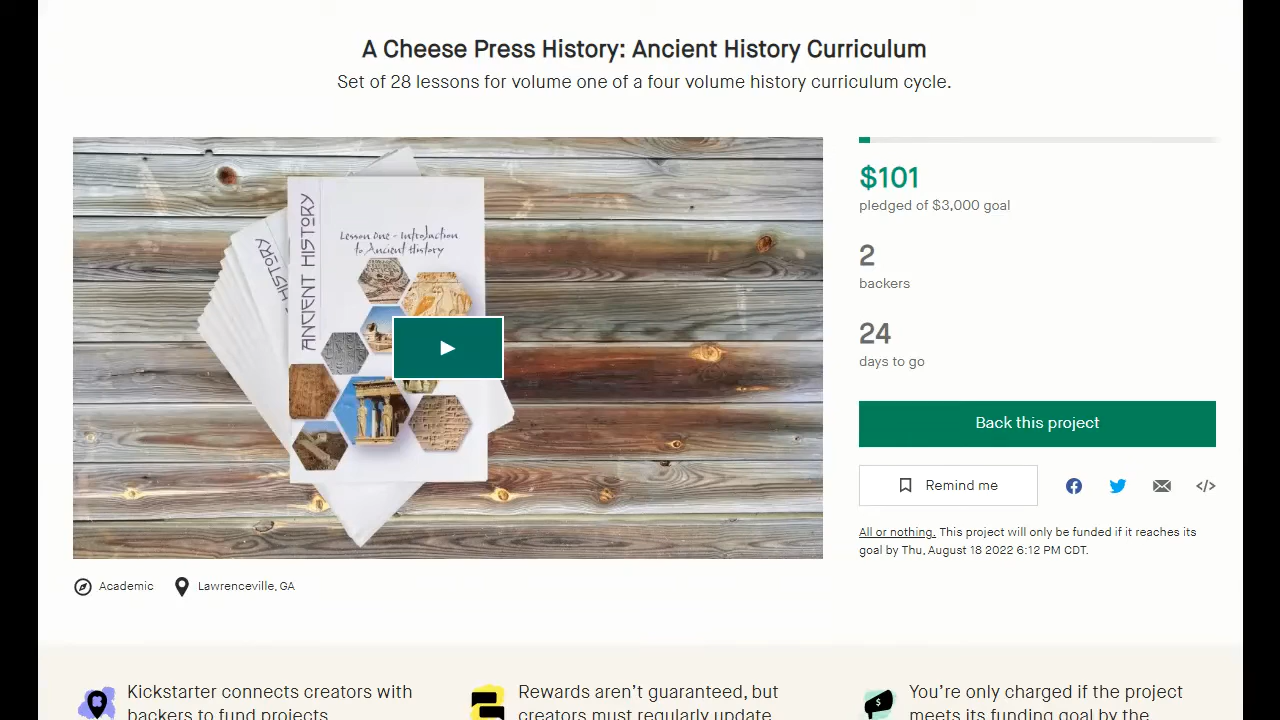 A Cheese Press History: Ancient History Curriculum
Set of 28 lessons for volume one of a four volume history curriculum cycle.
ANCIENT HISTORY
Lesson One - Introduction
to Ancient History
HISTORY
$101
pledged of $3,000 goal
2
backers
24
days to go
Back this project
Remind me
All or nothing. This project will only be funded if it reaches its
goal by Thu, August 18 2022 6:12 PM CDT.
Academic
Lawrenceville, GA
Kickstarter connects creators with
backers to fund projects.
Rewards aren't guaranteed, but
creators must regularly update
You're only charged if the project
meets its funding goal by the